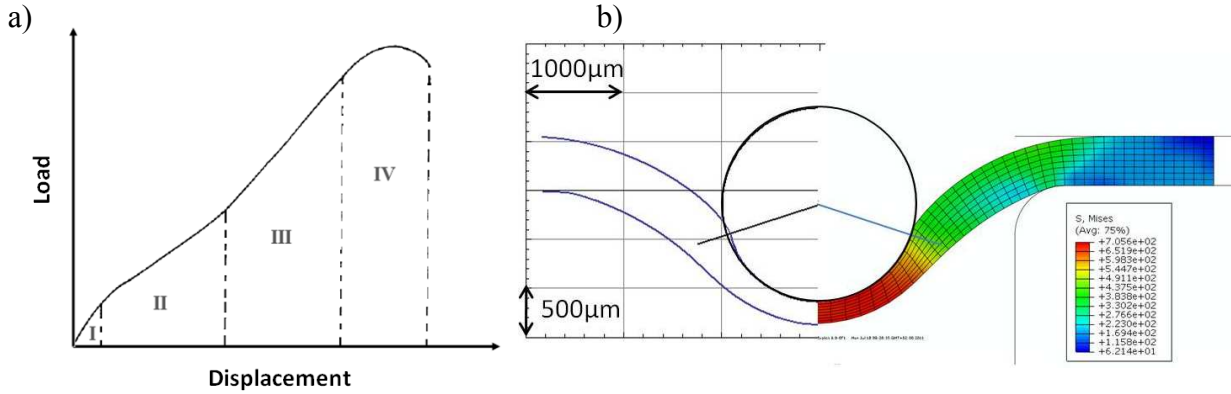 a)
b)
Load
I
II
III
IV
Displacement
1000µm
500µm
S, Mises
(Avg: 75%)
+7.056e+02
+6.519e+02
+5.983e+02
+5.447e+02
+4.911e+02
+4.375e+02
+3.838e+02
+3.302e+02
+2.766e+02
+2.230e+02
+1.694e+02
+1.158e+02
+6.214e+01